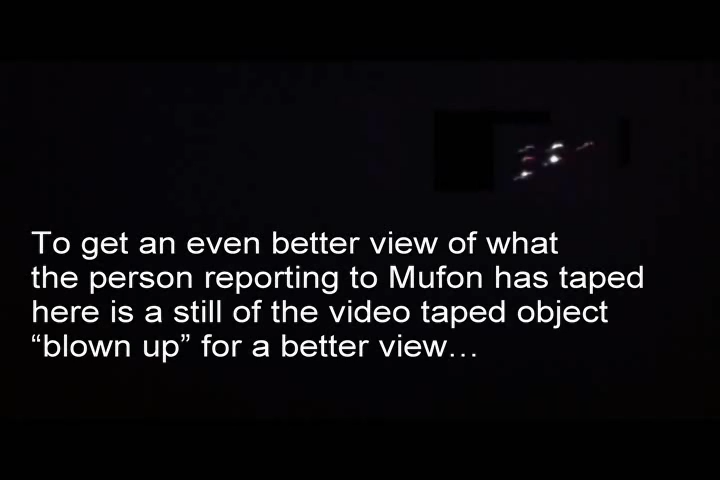 To get an even better view of what
the person reporting to Mufon has taped
here is a still of the video taped object
“blown up” for a better view…